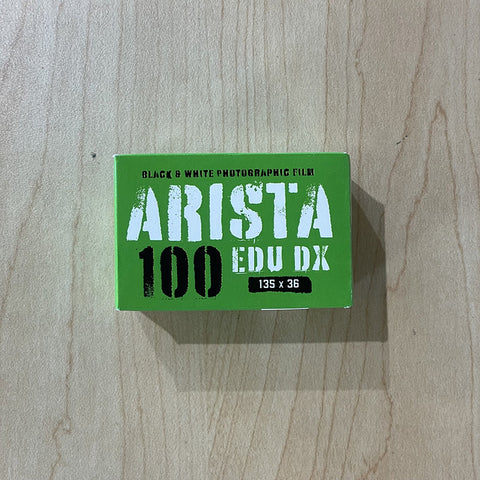 BLACK & WHITE PHOTOGRAPHIC FILM
ARISTA
100 EDU DX
135 x 36